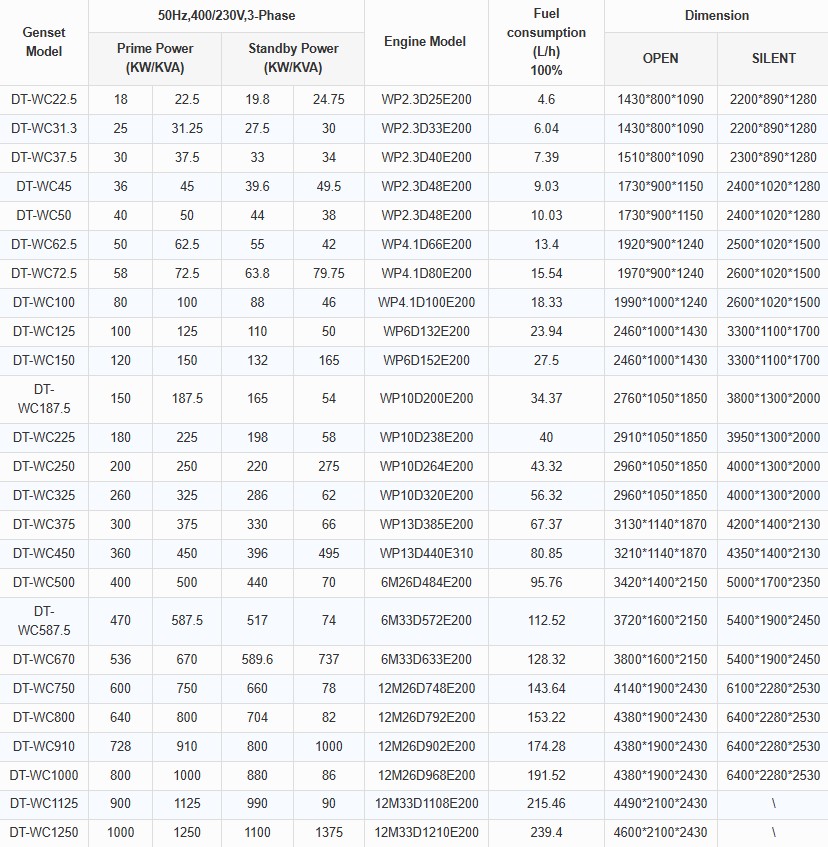 Genset Model
50Hz,400/230V,3-Phase
Engine Model
Fuel consumption (L/h) 100%
Dimension
Prime Power (KW/KVA)
Standby Power (KW/KVA)
OPEN
SILENT
DT-WC22.5 18 22.5 19.8 24.75 WP2.3D25E200 4.6 1430*800*1090 2200*890*1280
DT-WC31.3 25 31.25 27.5 30 WP2.3D33E200 6.04 1430*800*1090 2200*890*1280
DT-WC37.5 30 37.5 33 34 WP2.3D40E200 7.39 1510*800*1090 2300*890*1280
DT-WC45 36 45 39.6 49.5 WP2.3D48E200 9.03 1730*900*1150 2400*1020*1280
DT-WC50 40 50 44 38 WP2.3D48E200 10.03 1730*900*1150 2400*1020*1280
DT-WC62.5 50 62.5 55 42 WP4.1D66E200 13.4 1920*900*1240 2500*1020*1500
DT-WC72.5 58 72.5 63.8 79.75 WP4.1D80E200 15.54 1970*900*1240 2600*1020*1500
DT-WC100 80 100 88 46 WP4.1D100E200 18.33 1990*1000*1240 2600*1020*1500
DT-WC125 100 125 110 50 WP6D132E200 23.94 2460*1000*1430 3300*1100*1700
DT-WC150 120 150 132 165 WP6D152E200 27.5 2460*1000*1430 3300*1100*1700
DT-WC187.5 150 187.5 165 54 WP10D200E200 34.37 2760*1050*1850 3800*1300*2000
DT-WC225 180 225 198 58 WP10D238E200 40 2910*1050*1850 3950*1300*2000
DT-WC250 200 250 220 275 WP10D264E200 43.32 2960*1050*1850 4000*1300*2000
DT-WC325 260 325 286 62 WP10D320E200 56.32 2960*1050*1850 4000*1300*2000
DT-WC375 300 375 330 66 WP13D385E200 67.37 3130*1140*1870 4200*1400*2130
DT-WC450 360 450 396 495 WP13D440E310 80.85 3210*1140*1870 4350*1400*2130
DT-WC500 400 500 440 70 6M26D484E200 95.76 3420*1400*2150 5000*1700*2350
DT-WC587.5 470 587.5 517 74 6M33D572E200 112.52 3720*1600*2150 5400*1900*2450
DT-WC670 536 670 589.6 737 6M33D633E200 128.32 3800*1600*2150 5400*1900*2450
DT-WC750 600 750 660 78 12M26D748E200 143.64 4140*1900*2430 6100*2280*2530
DT-WC800 640 800 704 82 12M26D792E200 153.22 4380*1900*2430 6400*2280*2530
DT-WC910 728 910 800 1000 12M26D902E200 174.28 4380*1900*2430 6400*2280*2530
DT-WC1000 800 1000 880 86 12M26D968E200 191.52 4380*1900*2430 6400*2280*2530
DT-WC1125 900 1125 990 90 12M33D1108E200 215.46 4490*2100*2430 \
DT-WC1250 1000 1250 1100 1375 12M33D1210E200 239.4 4600*2100*2430 \